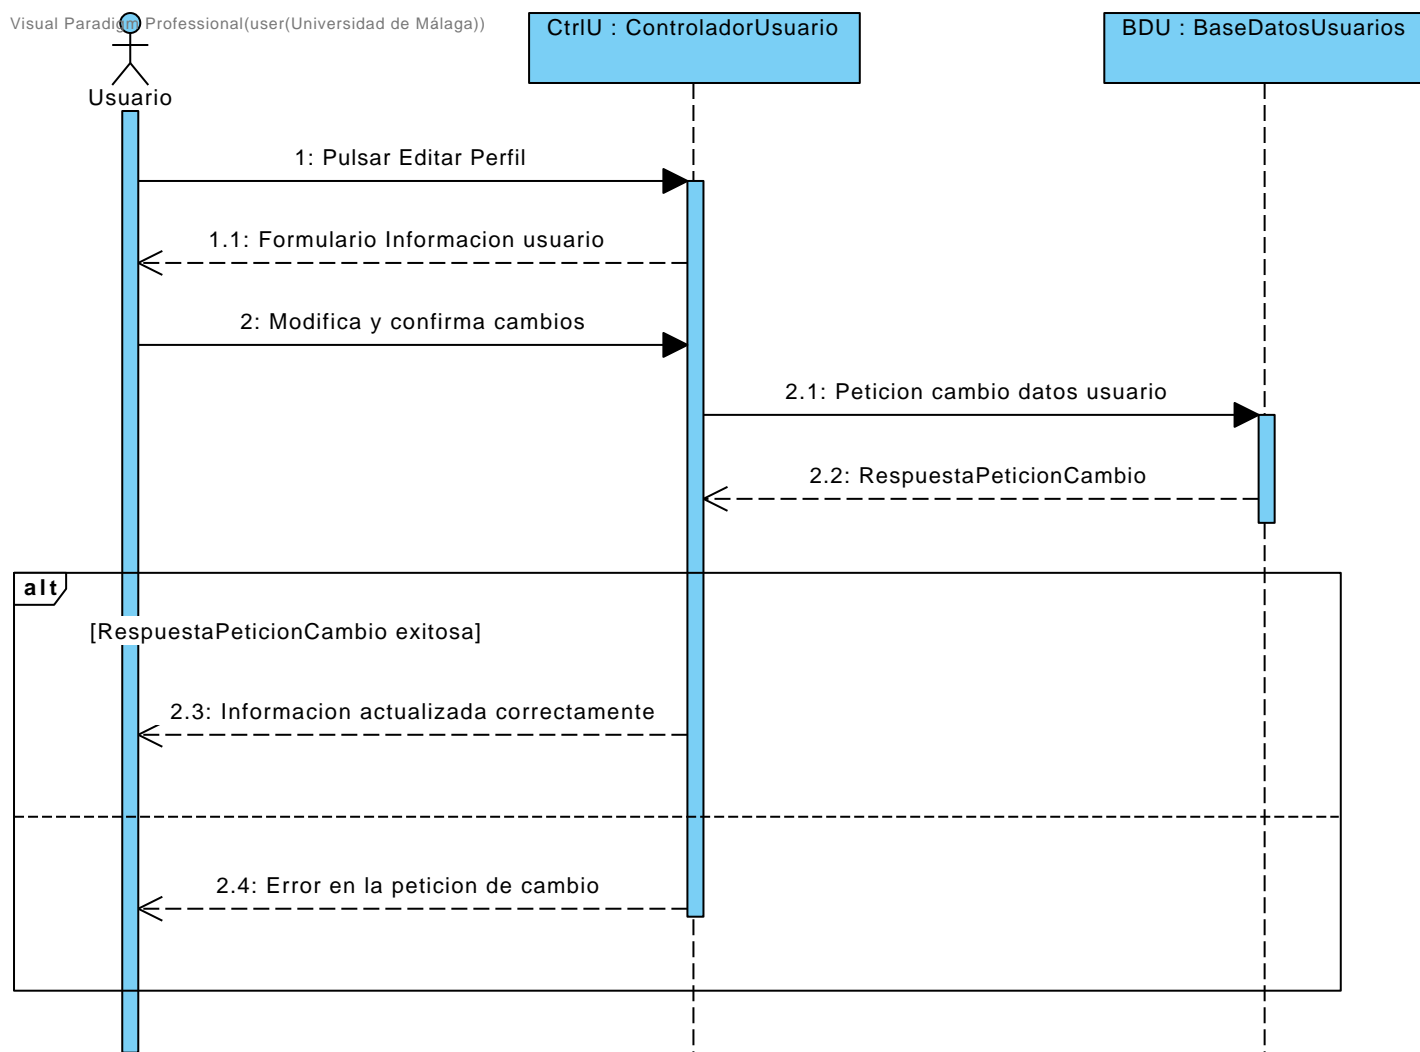 Visual Paradigm Professional(user(Universidad de Málaga))
CtrlU : ControladorUsuario
BDU : BaseDatosUsuarios
Usuario
1: Pulsar Editar Perfil
1.1: Formulario Informacion usuario
2: Modifica y confirma cambios
2.1: Peticion cambio datos usuario
2.2: RespuestaPeticionCambio
alt
[RespuestaPeticionCambio exitosa]
2.3: Informacion actualizada correctamente
2.4: Error en la peticion de cambio